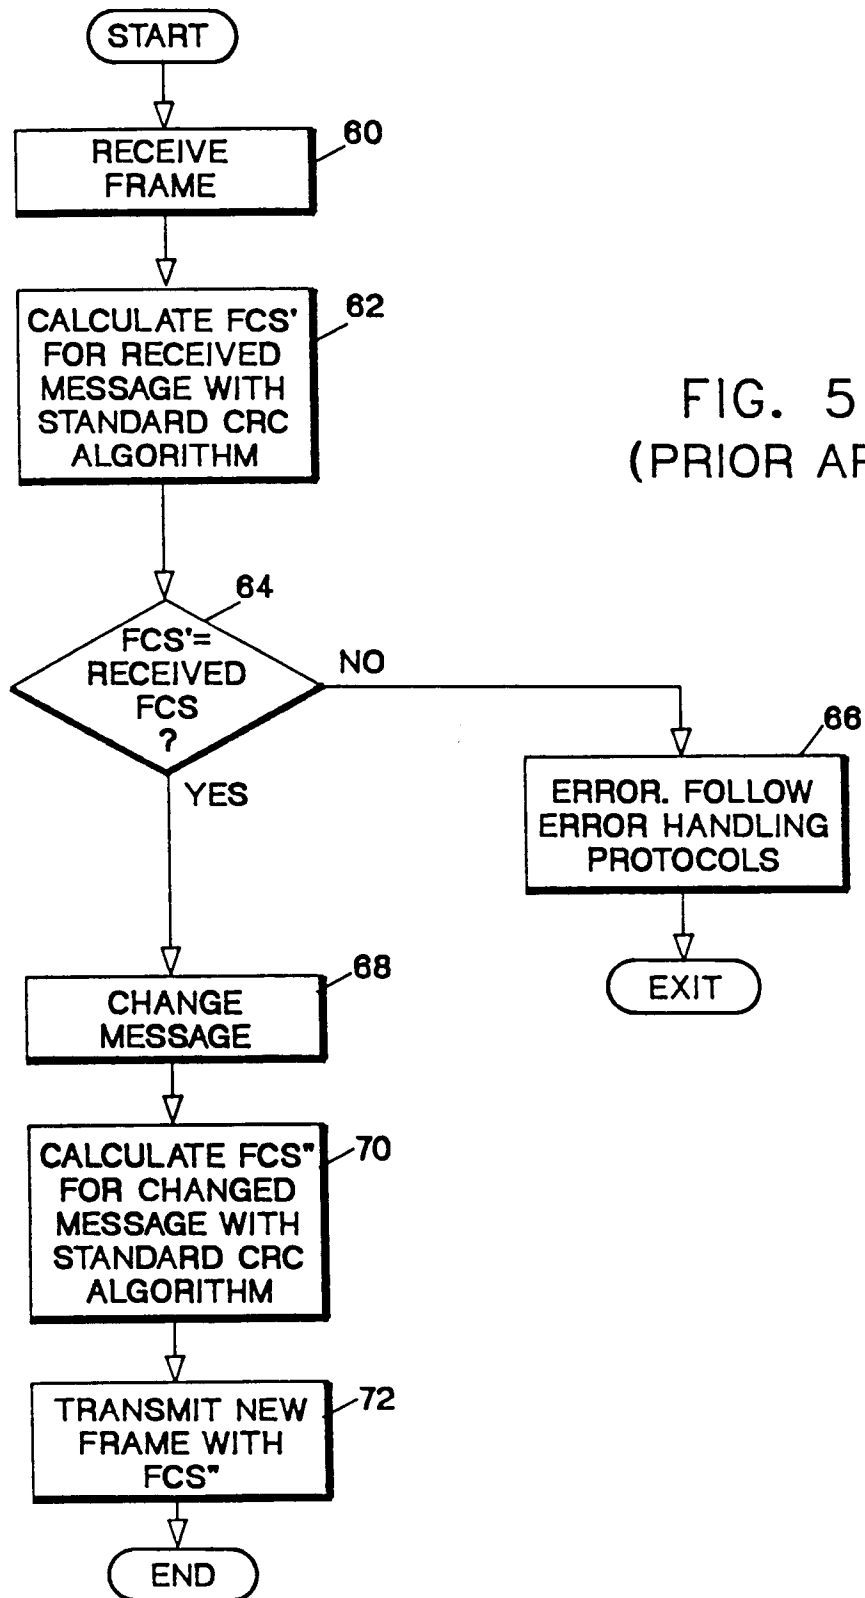 START
60
RECEIVE
FRAME
62
CALCULATE FCS'
FOR RECEIVED
MESSAGE WITH
STANDARD CRC
ALGORITHM
FIG. 5
(PRIOR AR
64
FCS'=
RECEIVED
FCS
?
NO
YES
66
ERROR. FOLLOW
ERROR HANDLING
PROTOCOLS
EXIT
68
CHANGE
MESSAGE
70
CALCULATE FCS"
FOR CHANGED
MESSAGE WITH
STANDARD CRC
ALGORITHM
72
TRANSMIT NEW
FRAME WITH
FCS"
END